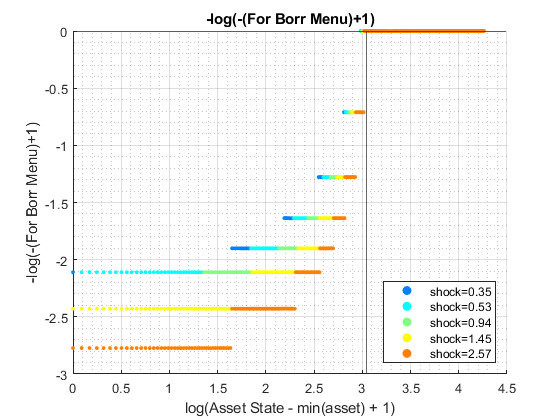 -log(-(For Borr Menu)+1)
-log(-(For Borr Menu)+1)
0
-0.5
-1
-1.5
-2
-2.5
-3
shock=0.35
shock=0.53
shock=0.94
shock=1.45
shock=2.57
0
0.5
1
1.5
2
2.5
3
3.5
4
4.5
log(Asset State - min(asset) + 1)